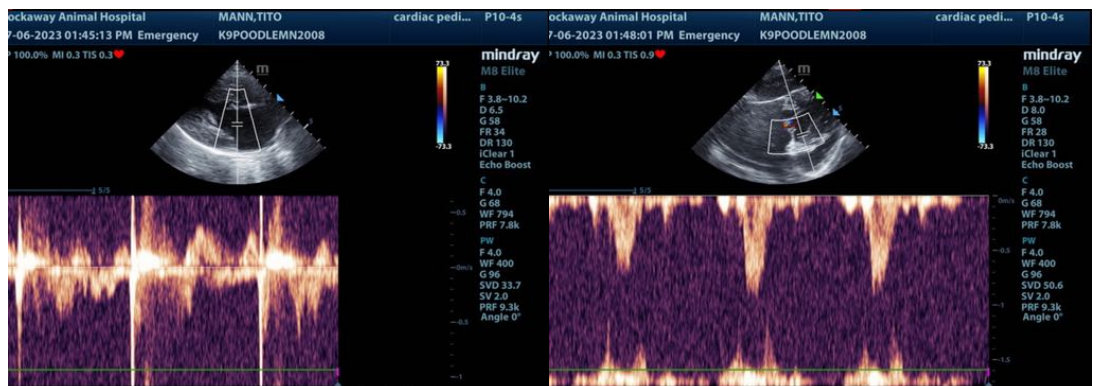 ockaway Animal Hospital MANN,TITO cardiac pedi... P10-4s
7-06-2023 01:45:13 PM Emergency K9POODLEMN2008
P 100.0% MI 0.3 TIS 0.3
mindray
M8 Elite
m
73.3
-73.3
5
B
F 3.8~10.2
D 6.5
G 58
FR 34
DR 130
iClear 1
Echo Boost
C
F 4.0
G 68
WF 794
PRF 7.8k
PW
F 4.0
WF 400
G 96
SVD 33.7
SV 2.0
PRF 9.3k
Angle 0°
5/5
-0.5
0m/s
-0.5
-1
ockaway Animal Hospital MANN,TITO cardiac pedi... P10-4s
7-06-2023 01:48:01 PM Emergency K9POODLEMN2008
P 100.0% MI 0.3 TIS 0.9
mindray
M8 Elite
m
73.3
-73.3
5
B
F 3.8~10.2
D 8.0
G 58
FR 28
DR 130
iClear 1
Echo Boost
C
F 4.0
G 68
WF 794
PRF 7.8k
PW
F 4.0
WF 400
G 96
SVD 50.6
SV 2.0
PRF 9.3k
Angle 0°
5/5
0m/s
-0.5
-1
-1.5